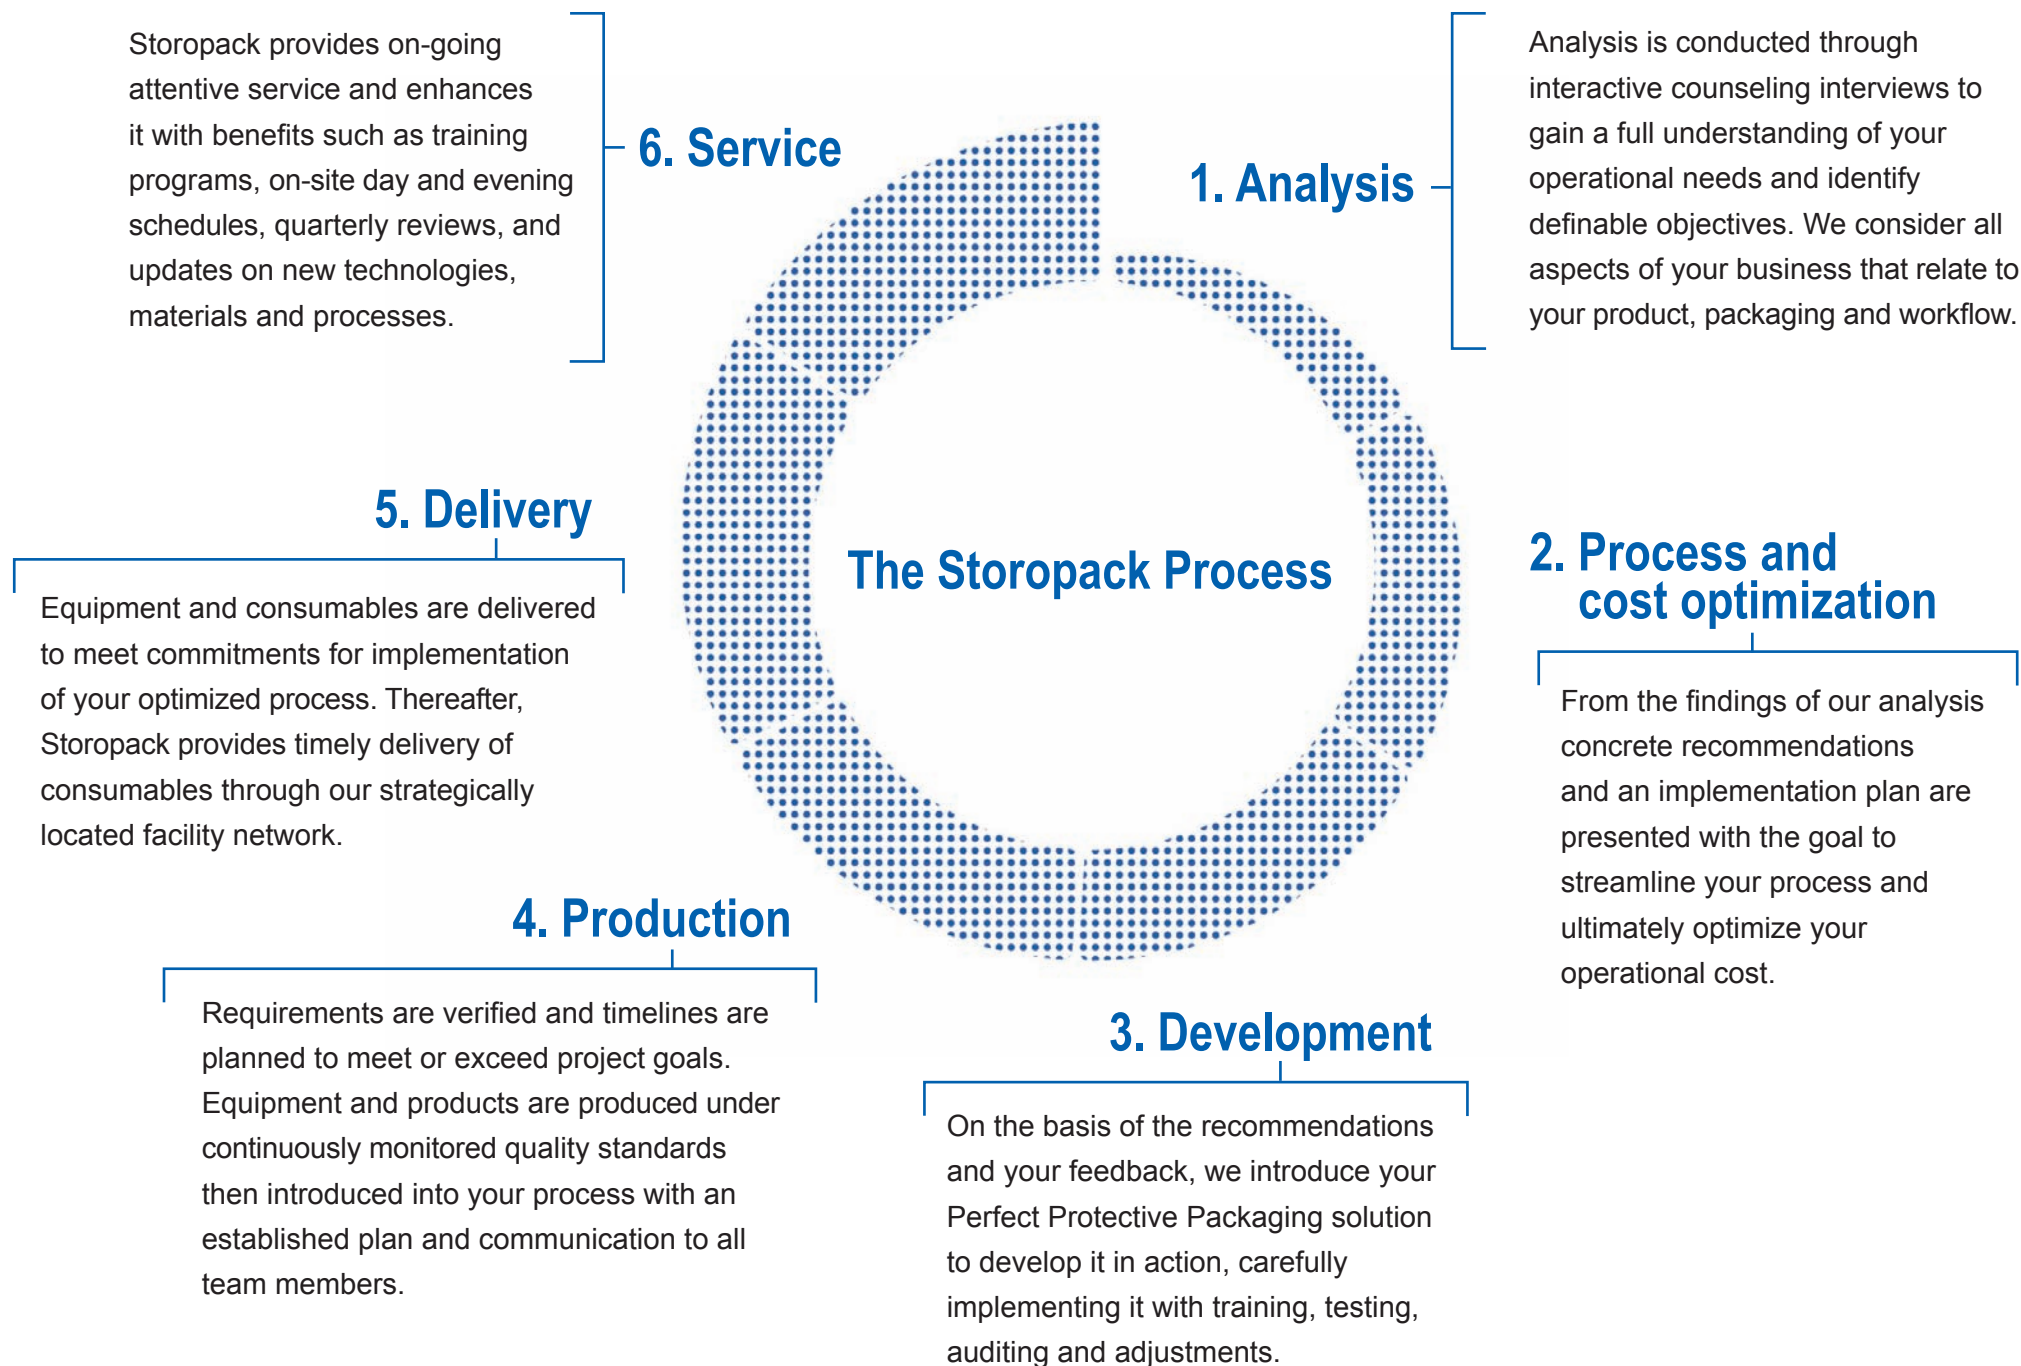 The Storopack Process
1. Analysis
Analysis is conducted through
interactive counseling interviews to
gain a full understanding of your
operational needs and identify
definable objectives. We consider all
aspects of your business that relate to
your product, packaging and workflow.
2. Process and
cost optimization
From the findings of our analysis
concrete recommendations
and an implementation plan are
presented with the goal to
streamline your process and
ultimately optimize your
operational cost.
3. Development
On the basis of the recommendations
and your feedback, we introduce your
Perfect Protective Packaging solution
to develop it in action, carefully
implementing it with training, testing,
auditing and adjustments.
4. Production
Requirements are verified and timelines are
planned to meet or exceed project goals.
Equipment and products are produced under
continuously monitored quality standards
then introduced into your process with an
established plan and communication to all
team members.
5. Delivery
Equipment and consumables are delivered
to meet commitments for implementation
of your optimized process. Thereafter,
Storopack provides timely delivery of
consumables through our strategically
located facility network.
6. Service
Storopack provides on-going
attentive service and enhances
it with benefits such as training
programs, on-site day and evening
schedules, quarterly reviews, and
updates on new technologies,
materials and processes.